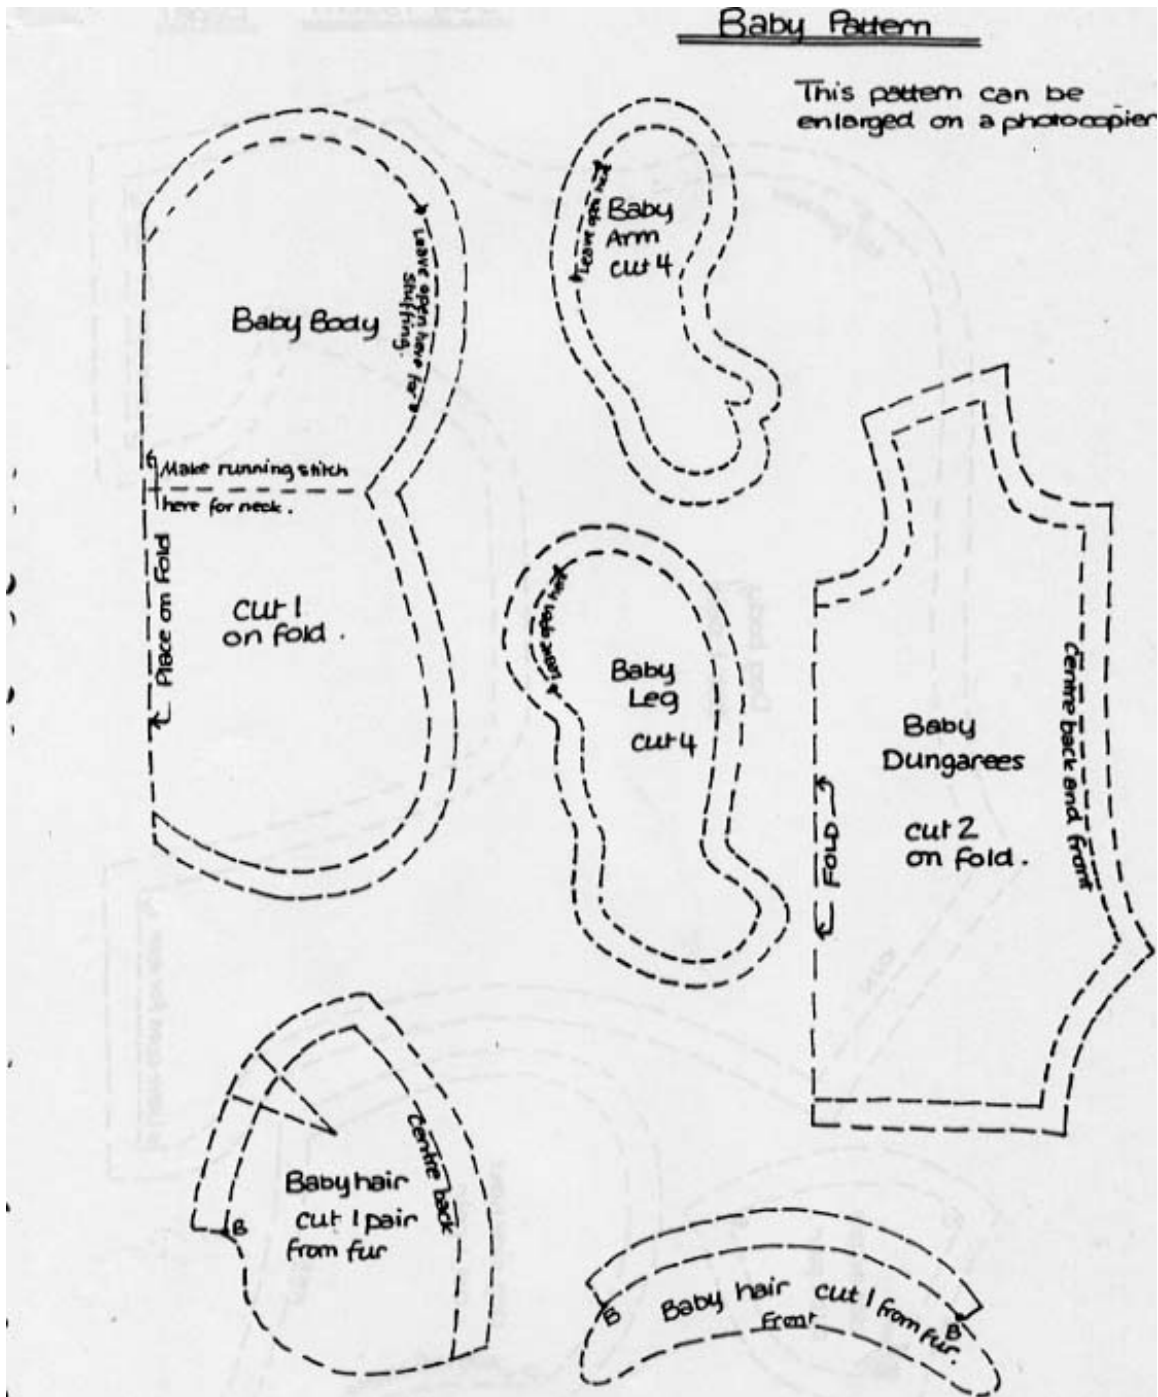 Baby Pattern
This pattern can be
enlarged on a photocopier
Baby Body
Leave open here for
stuffing.
Make running stitch
here for neck.
Place on Fold
cut 1
on fold.
Baby
Arm
cut 4
Leave open here
Baby
Leg
cut 4
Leave open here
Baby
Dungarees
cut 2
on fold.
FOLD
Centre back and front
Baby hair
cut 1 pair
from fur
Centre back
B
Baby hair cut 1 from fur.
Front
B
B